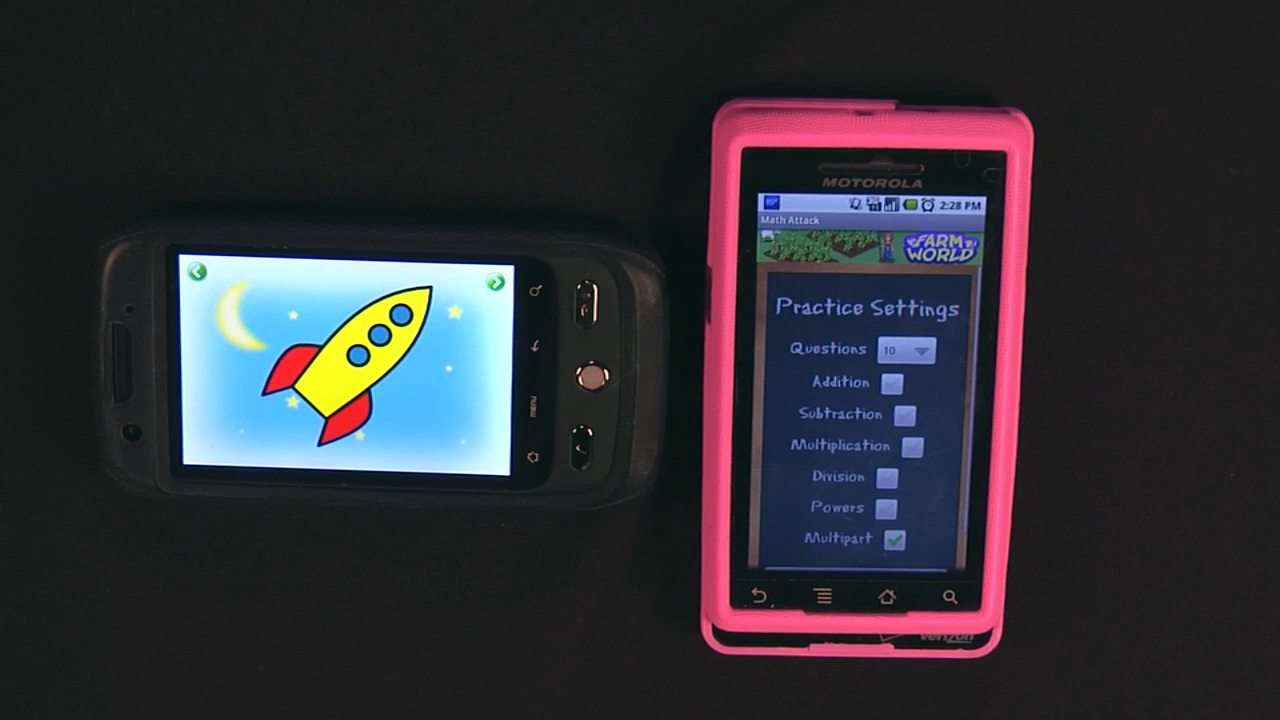 menu
MOTOROLA
2:28 PM
Math Attack
FARM
WORLD
Practice Settings
Questions 10
Addition
Subtraction
Multiplication
Division
Powers
Multipart
verizon